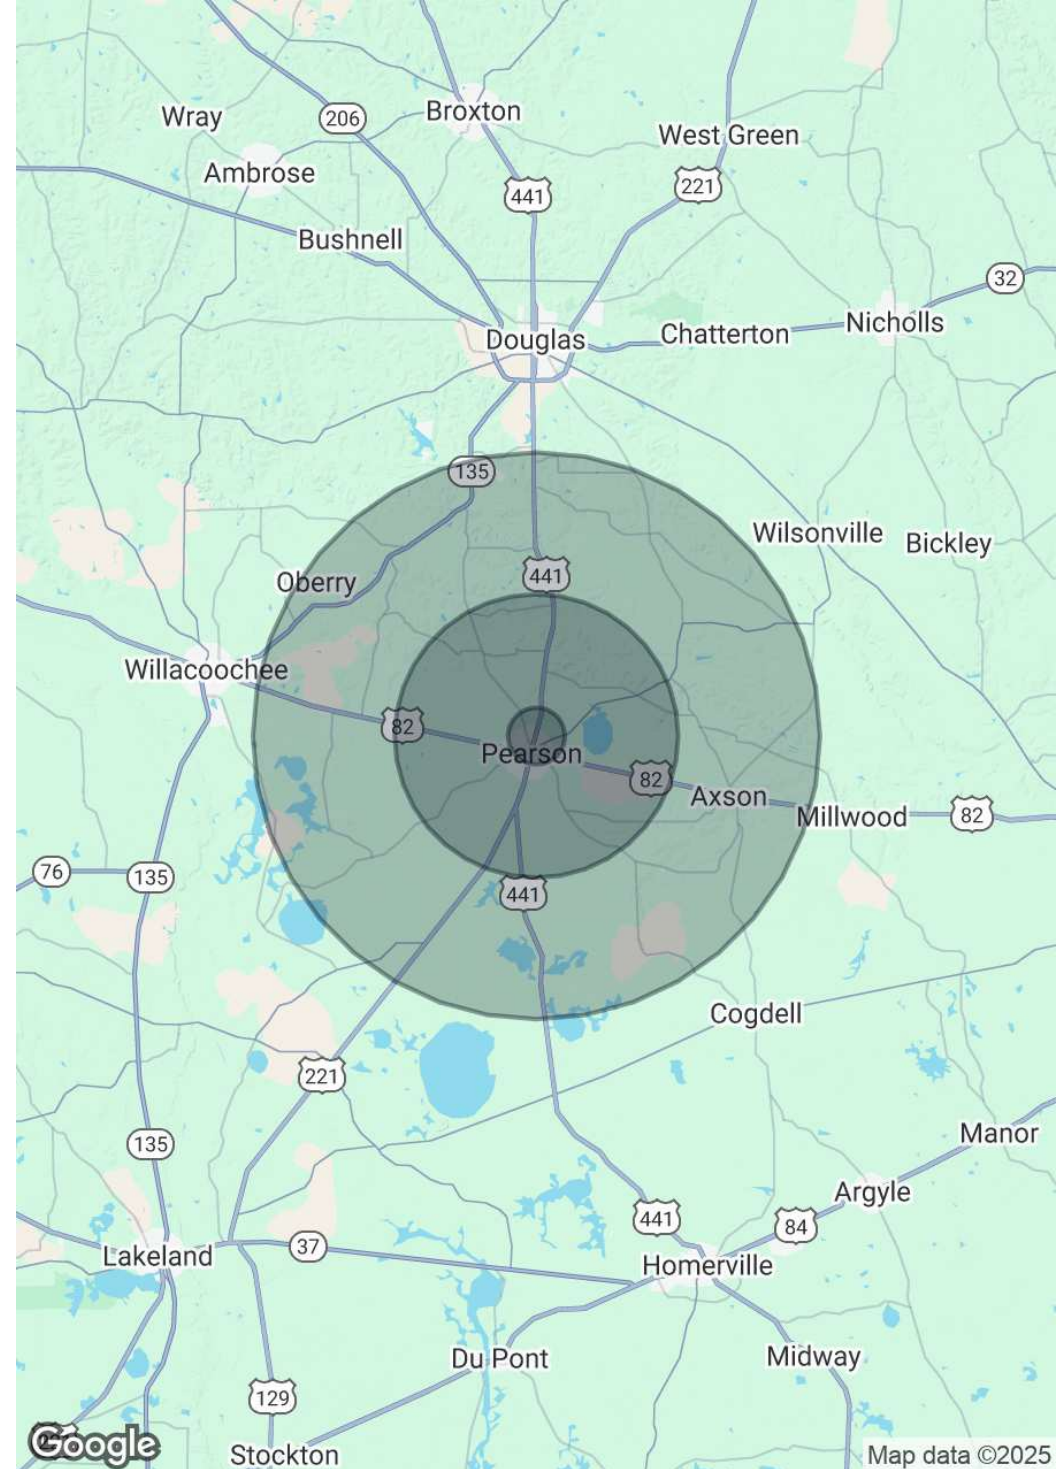 Wray
206
Broxton
West Green
Ambrose
221
441
Bushnell
32
Nicholls
Chatterton
Douglas
135
Wilsonville
Bickley
441
Oberry
Willacoochee
82
Pearson
82
Axson
Millwood
82
76
135
441
Cogdell
221
Manor
135
Argyle
441
84
37
Lakeland
Homerville
Du Pont
Midway
129
Google
Stockton
Map data ©2025